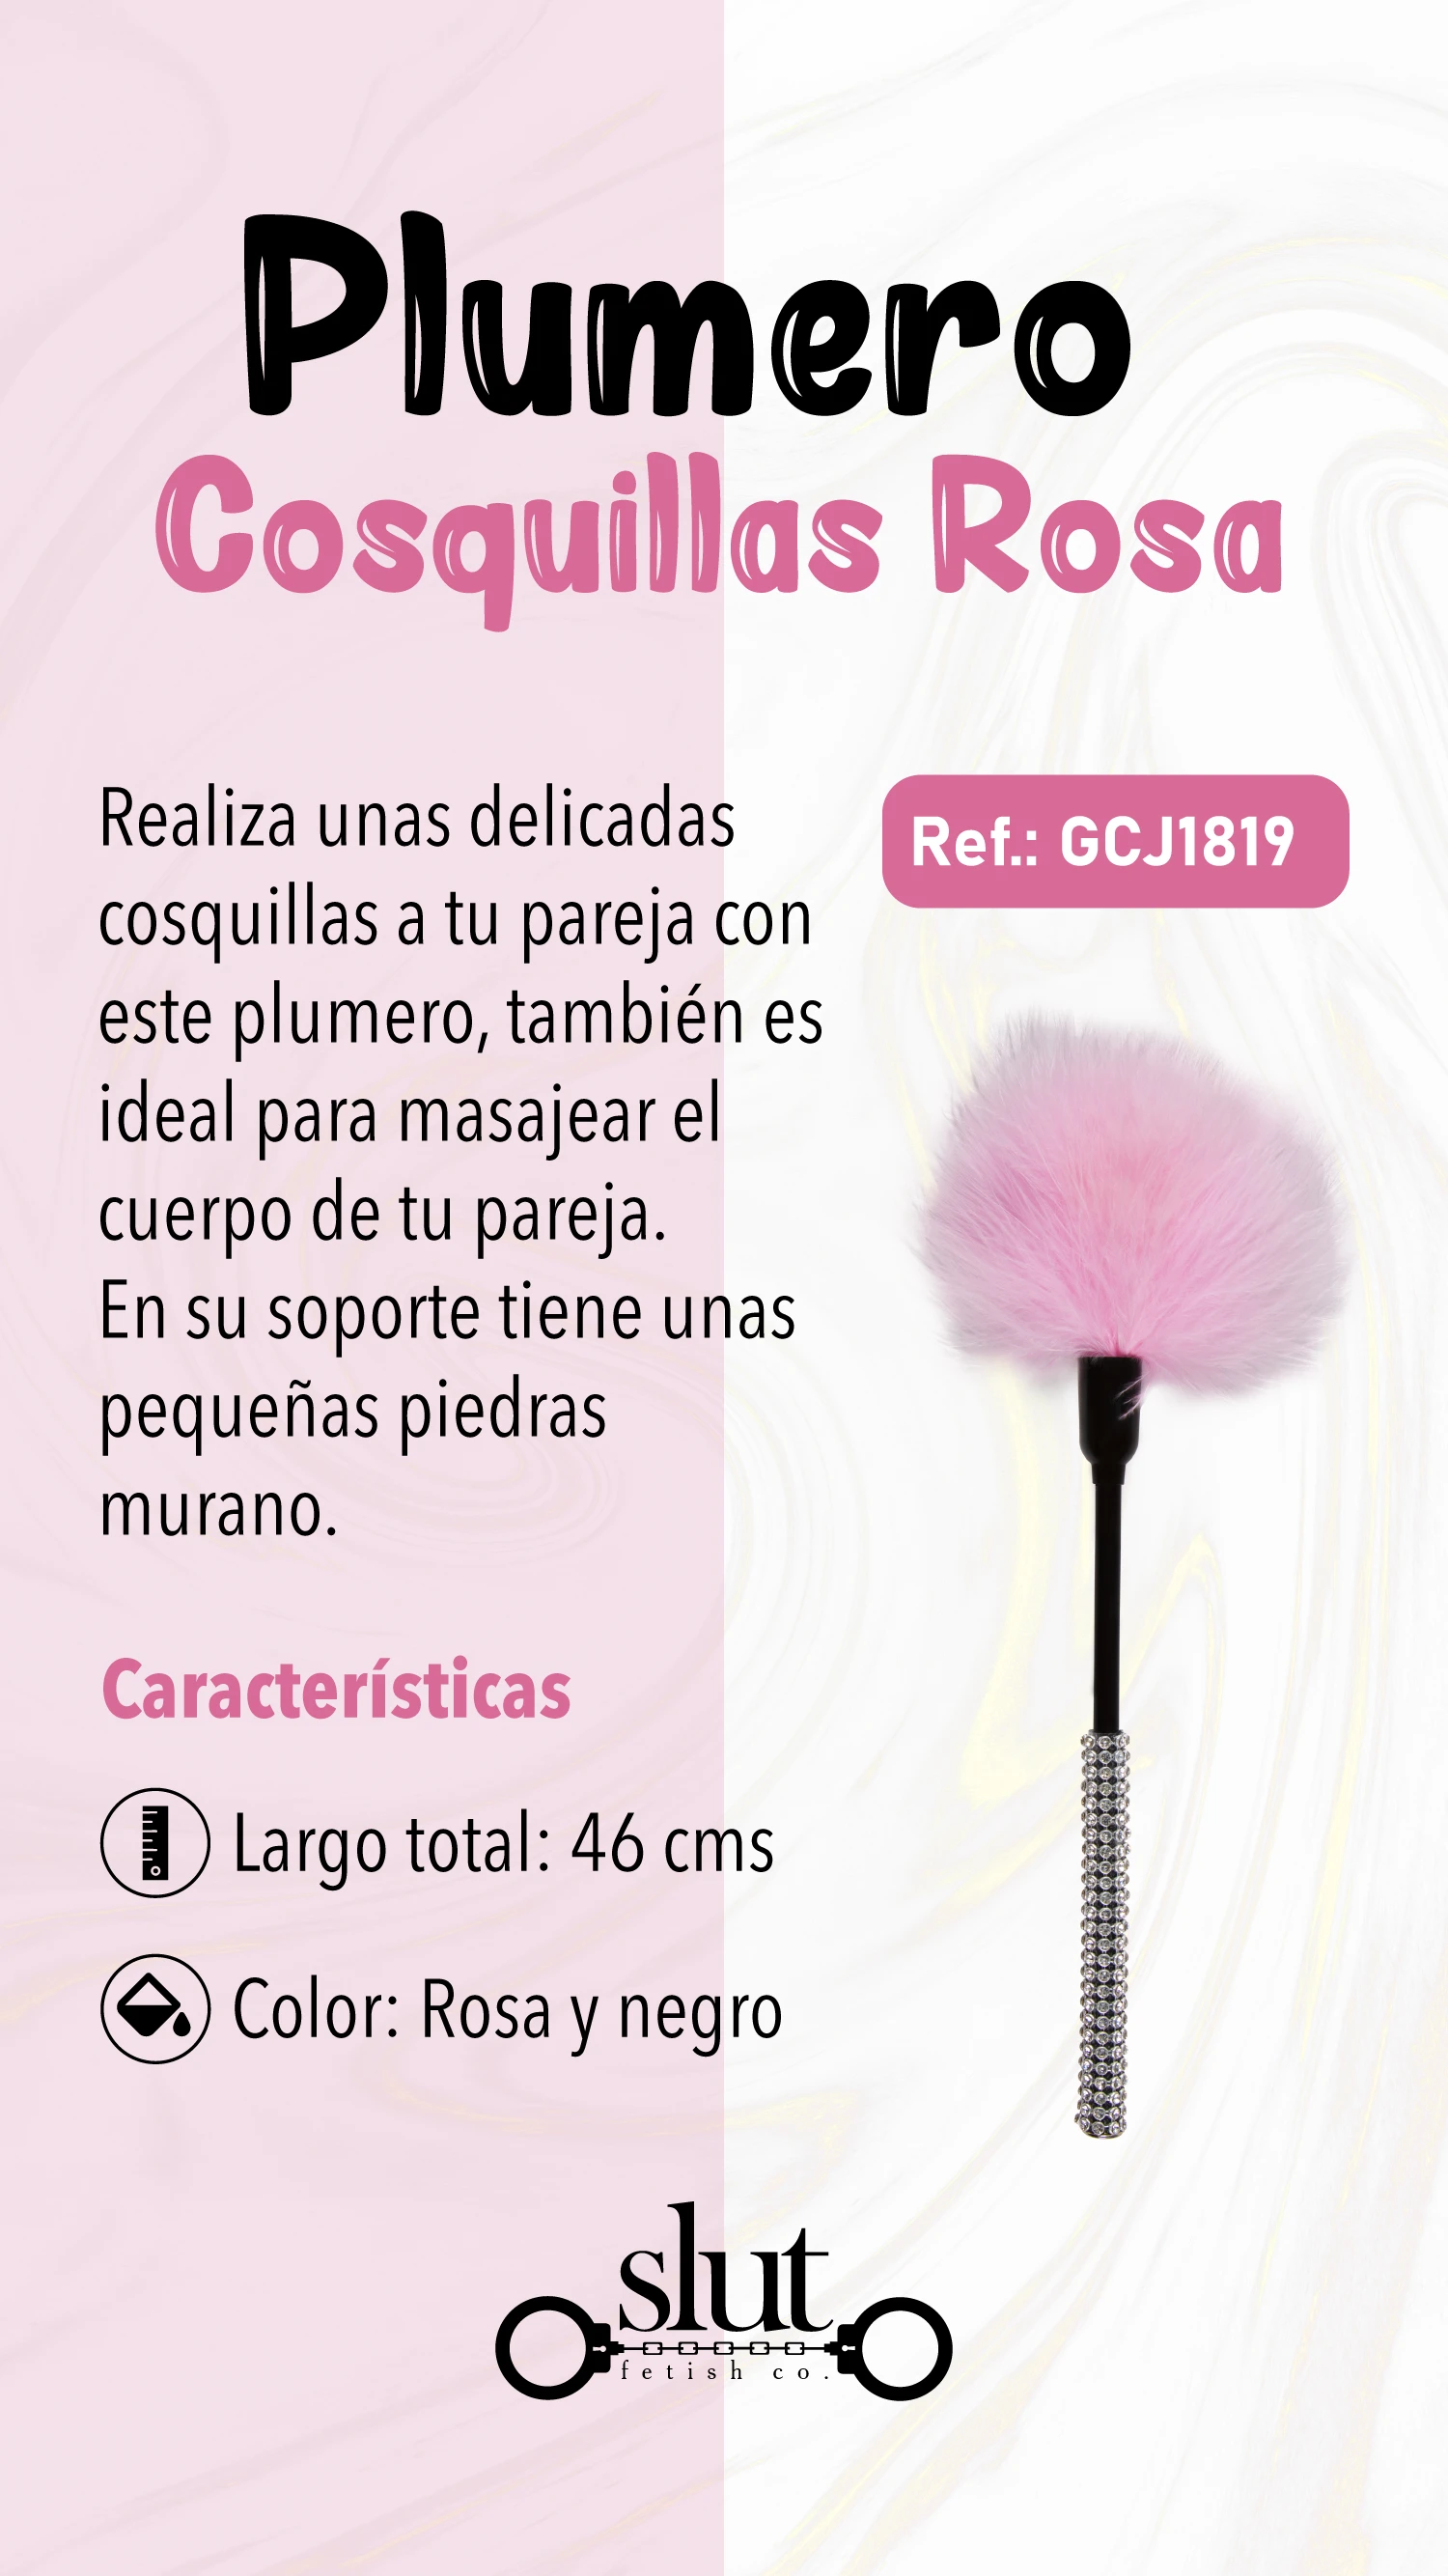 Plumero
Cosquillas Rosa
Realiza unas delicadas
cosquillas a tu pareja con
este plumero, también es
ideal para masajear el
cuerpo de tu pareja.
En su soporte tiene unas
pequeñas piedras
murano.
Ref.: GCJ1819
Características
Largo total: 46 cms
Color: Rosa y negro
slut
fetish co.